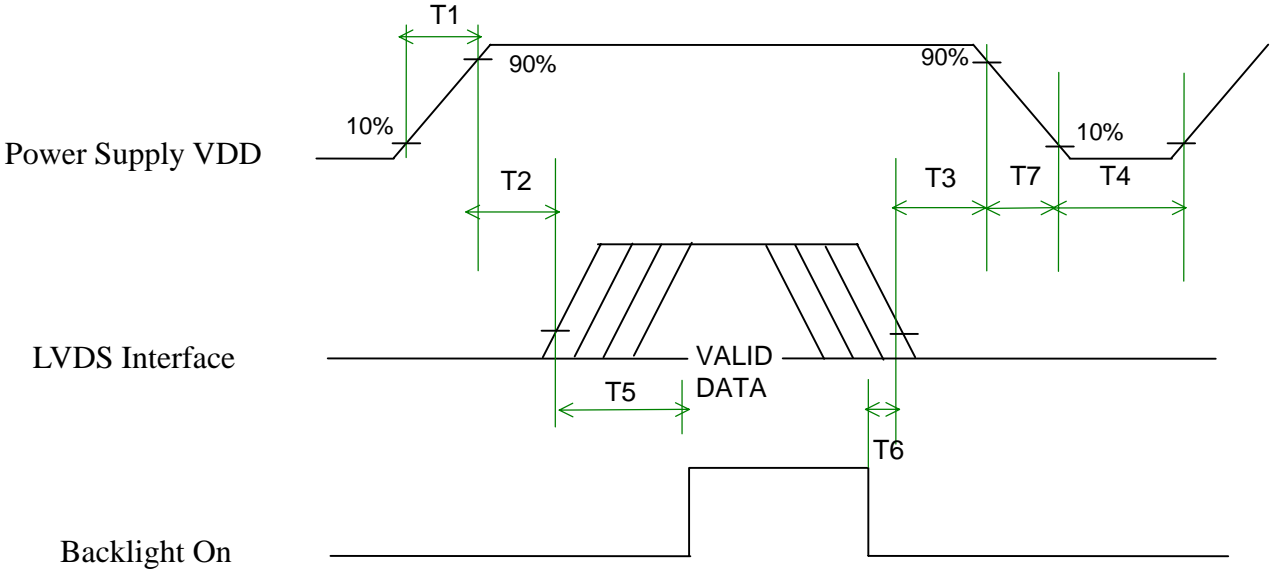 T1
90%
90%
10%
10%
Power Supply VDD
T2
T3
T7
T4
LVDS Interface
VALID
DATA
T5
T6
Backlight On